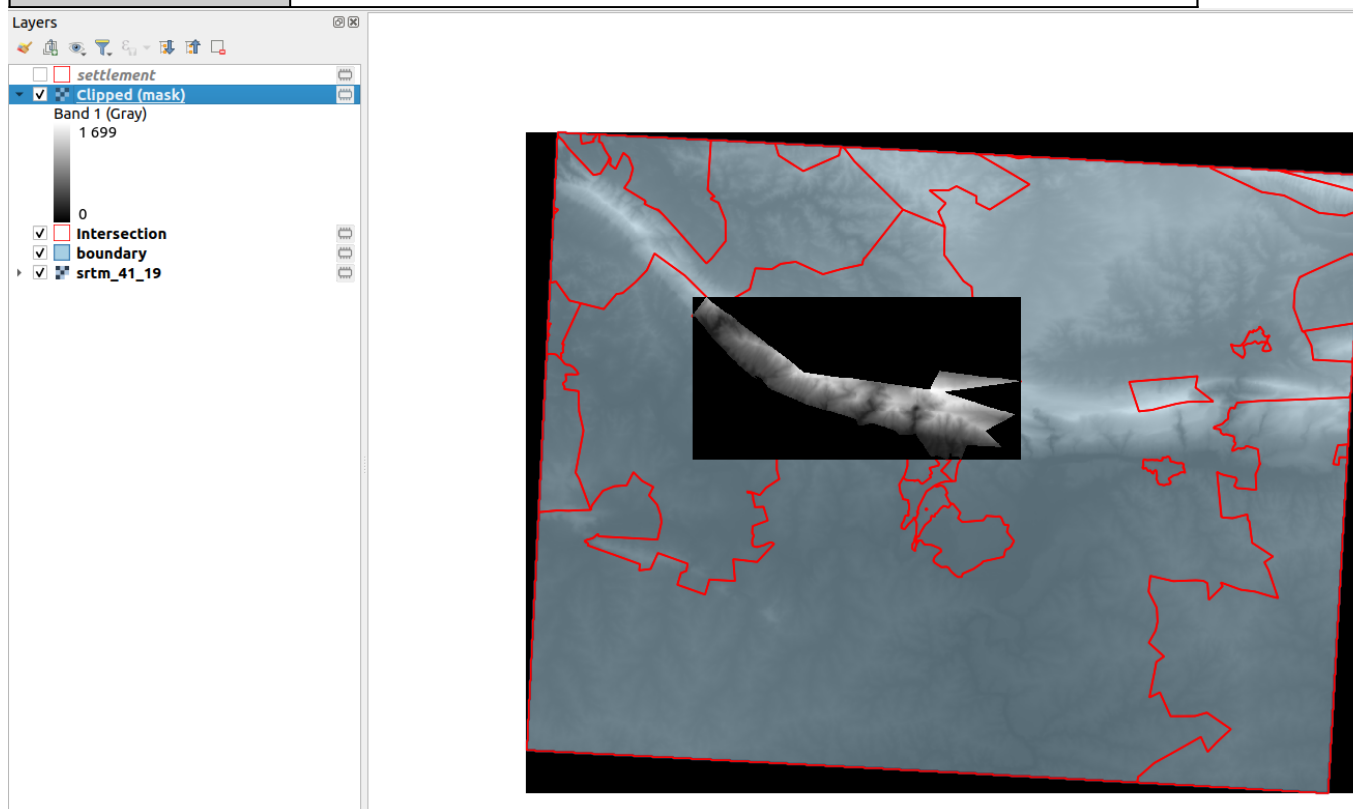 Layers
settlement
Clipped (mask)
Band 1 (Gray)
1 699
0
Intersection
boundary
srtm_41_19